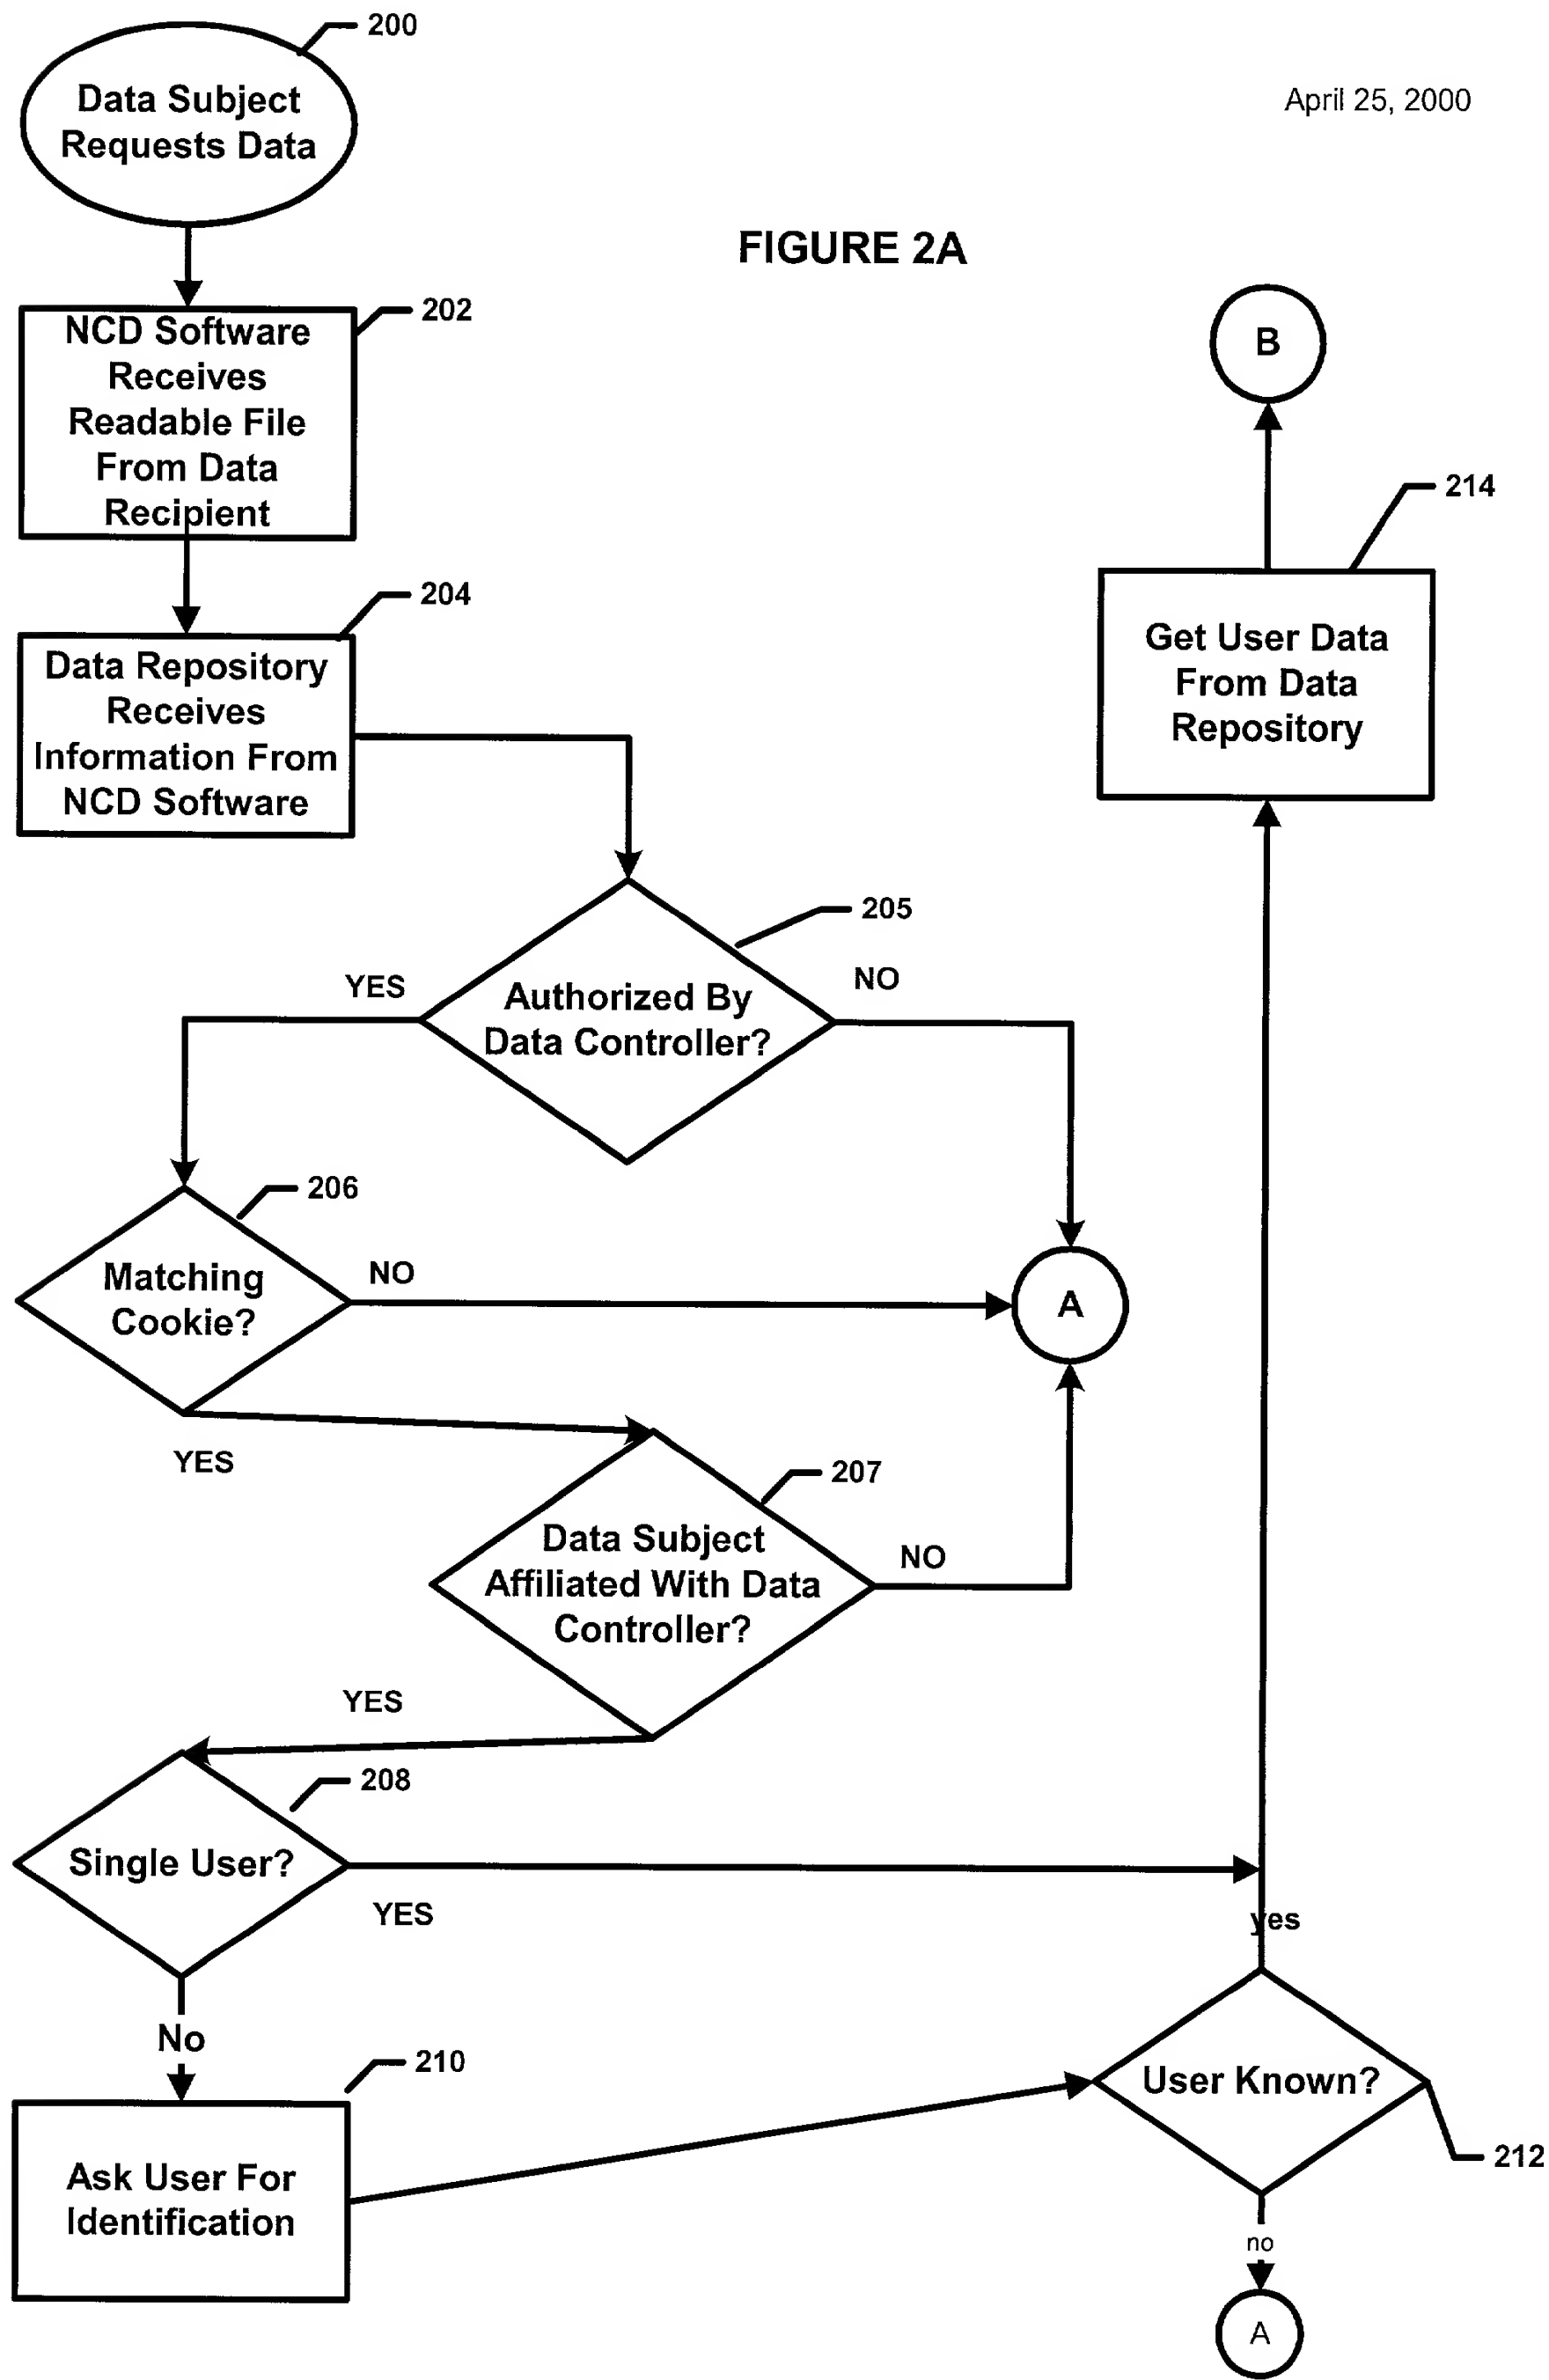 200
Data Subject
Requests Data
April 25, 2000
FIGURE 2A
202
NCD Software
Receives
Readable File
From Data
Recipient
B
214
204
Data Repository
Receives
Information From
NCD Software
Get User Data
From Data
Repository
205
YES
NO
Authorized By
Data Controller?
206
Matching
Cookie?
NO
A
YES
207
Data Subject
Affiliated With Data
Controller?
NO
YES
208
Single User?
YES
yes
No
210
User Known?
212
Ask User For
Identification
no
A